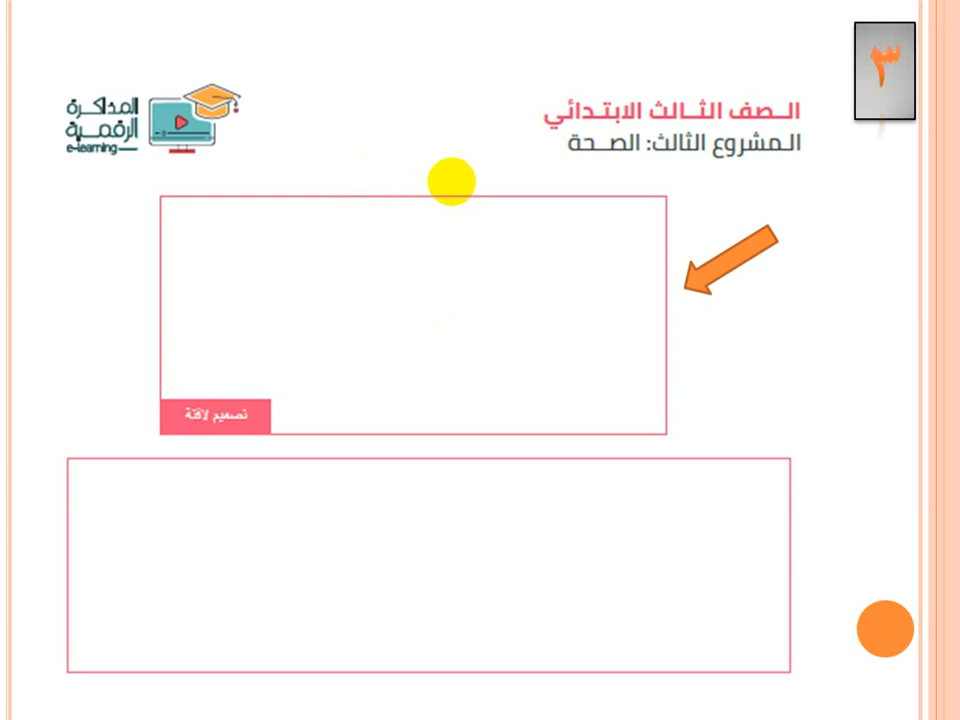 ٣
الـصف الثـالث الابتـدائي
الـمشروع الثالث: الصـحة
المذاكـرة
الرقمـية
e-learning
تصميم لافتة